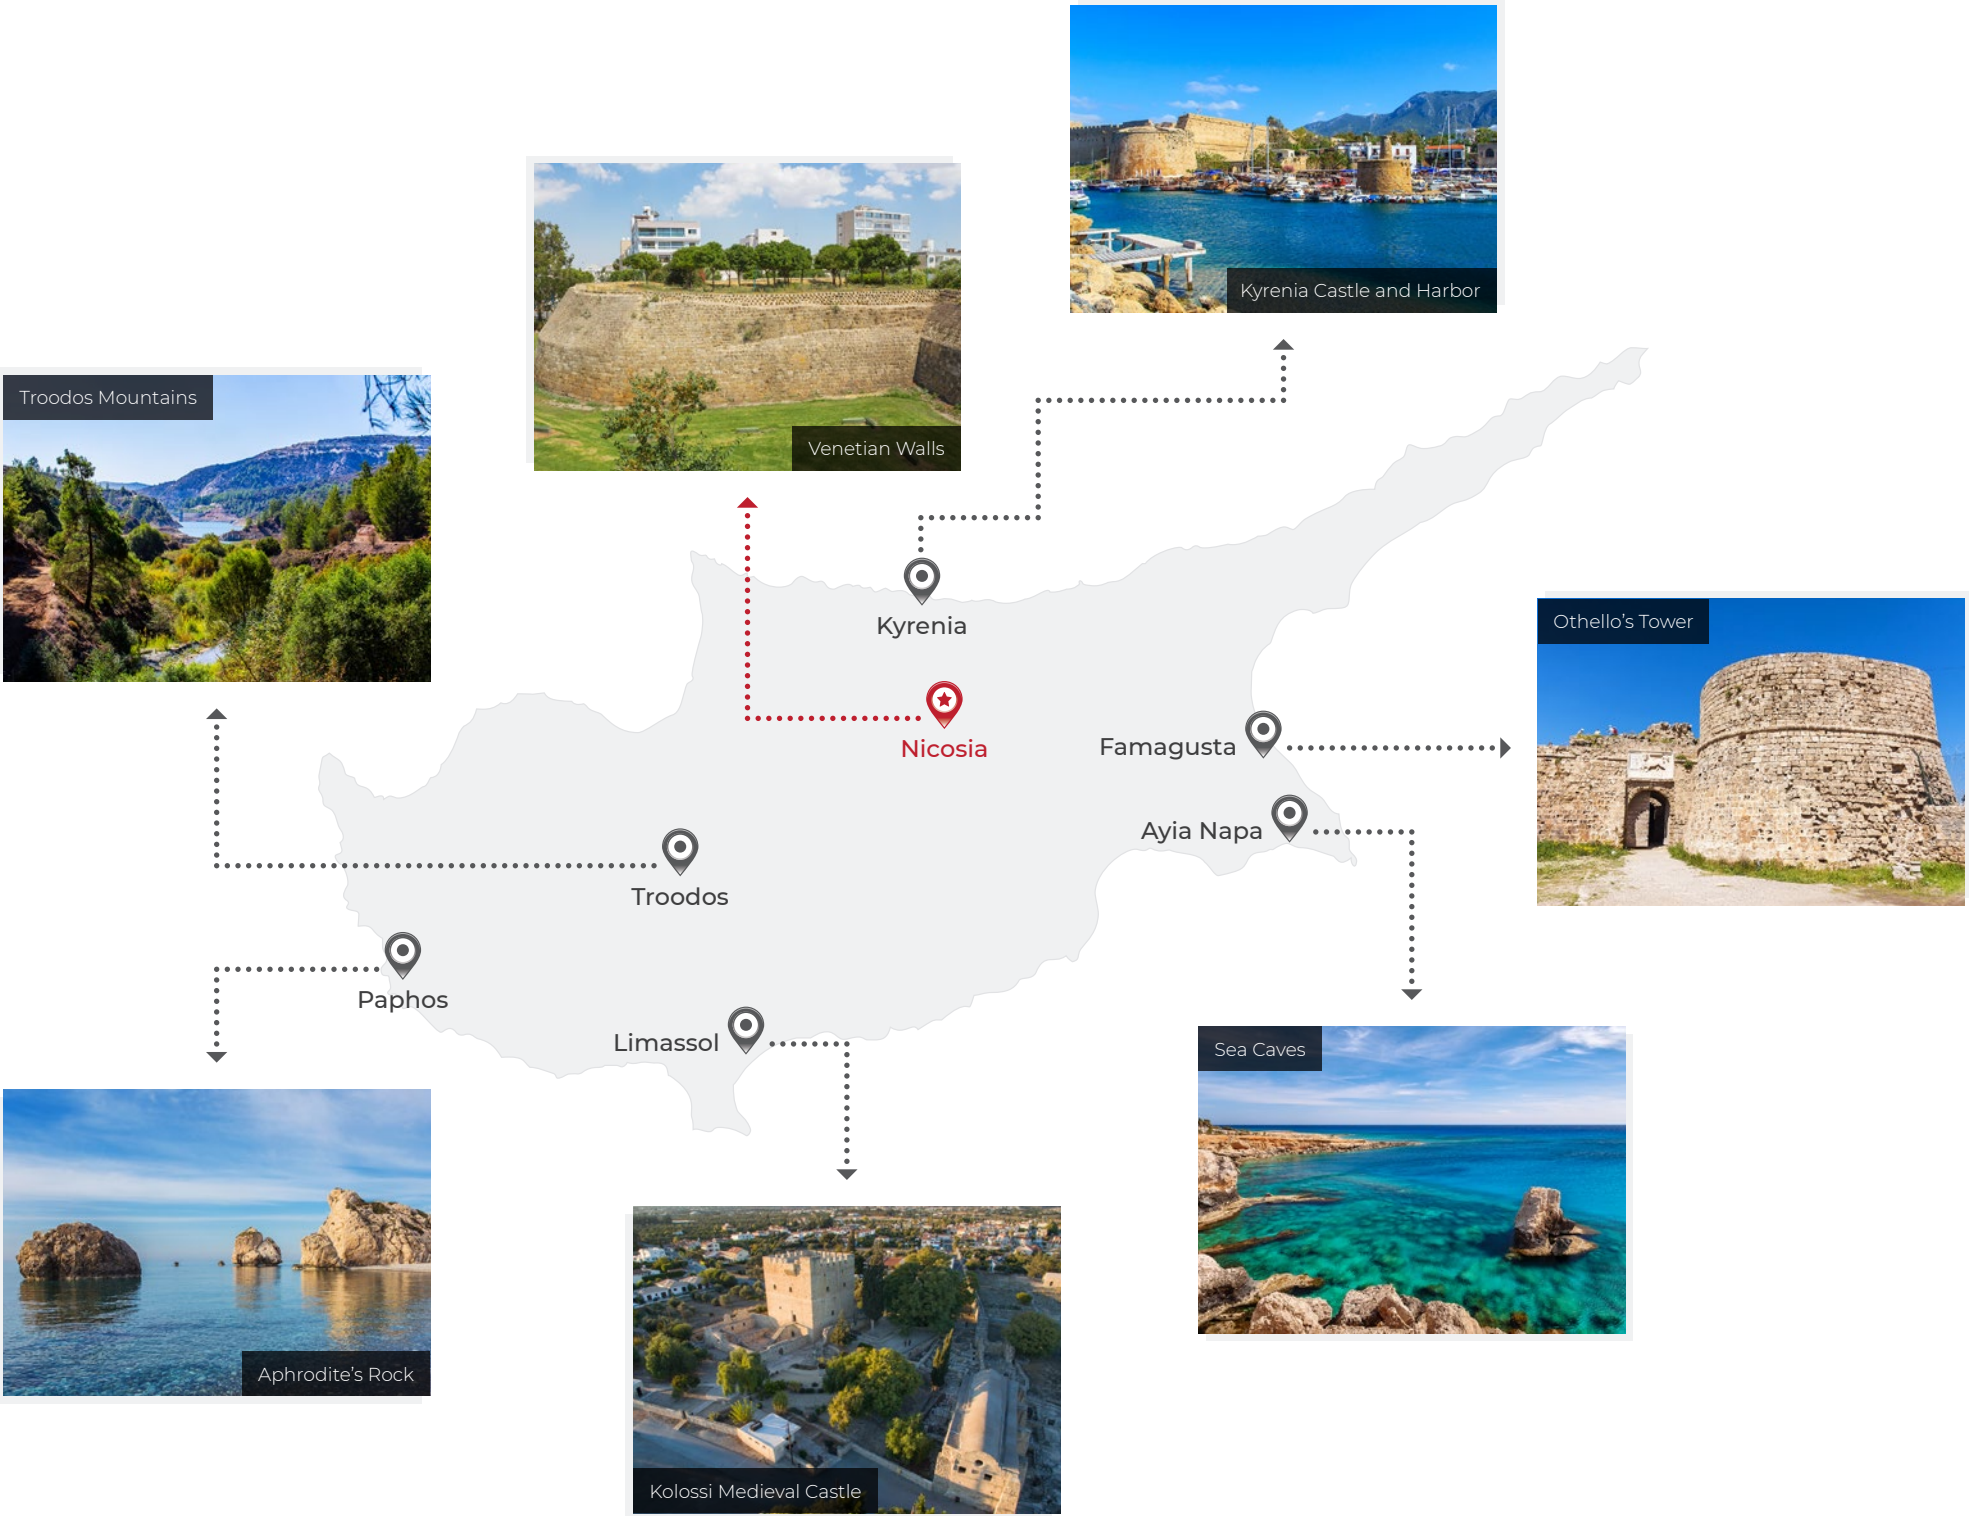 Kyrenia Castle and Harbor
Venetian Walls
Troodos Mountains
Kyrenia
Othello’s Tower
Nicosia
Famagusta
Ayia Napa
Troodos
Paphos
Limassol
Sea Caves
Aphrodite’s Rock
Kolossi Medieval Castle